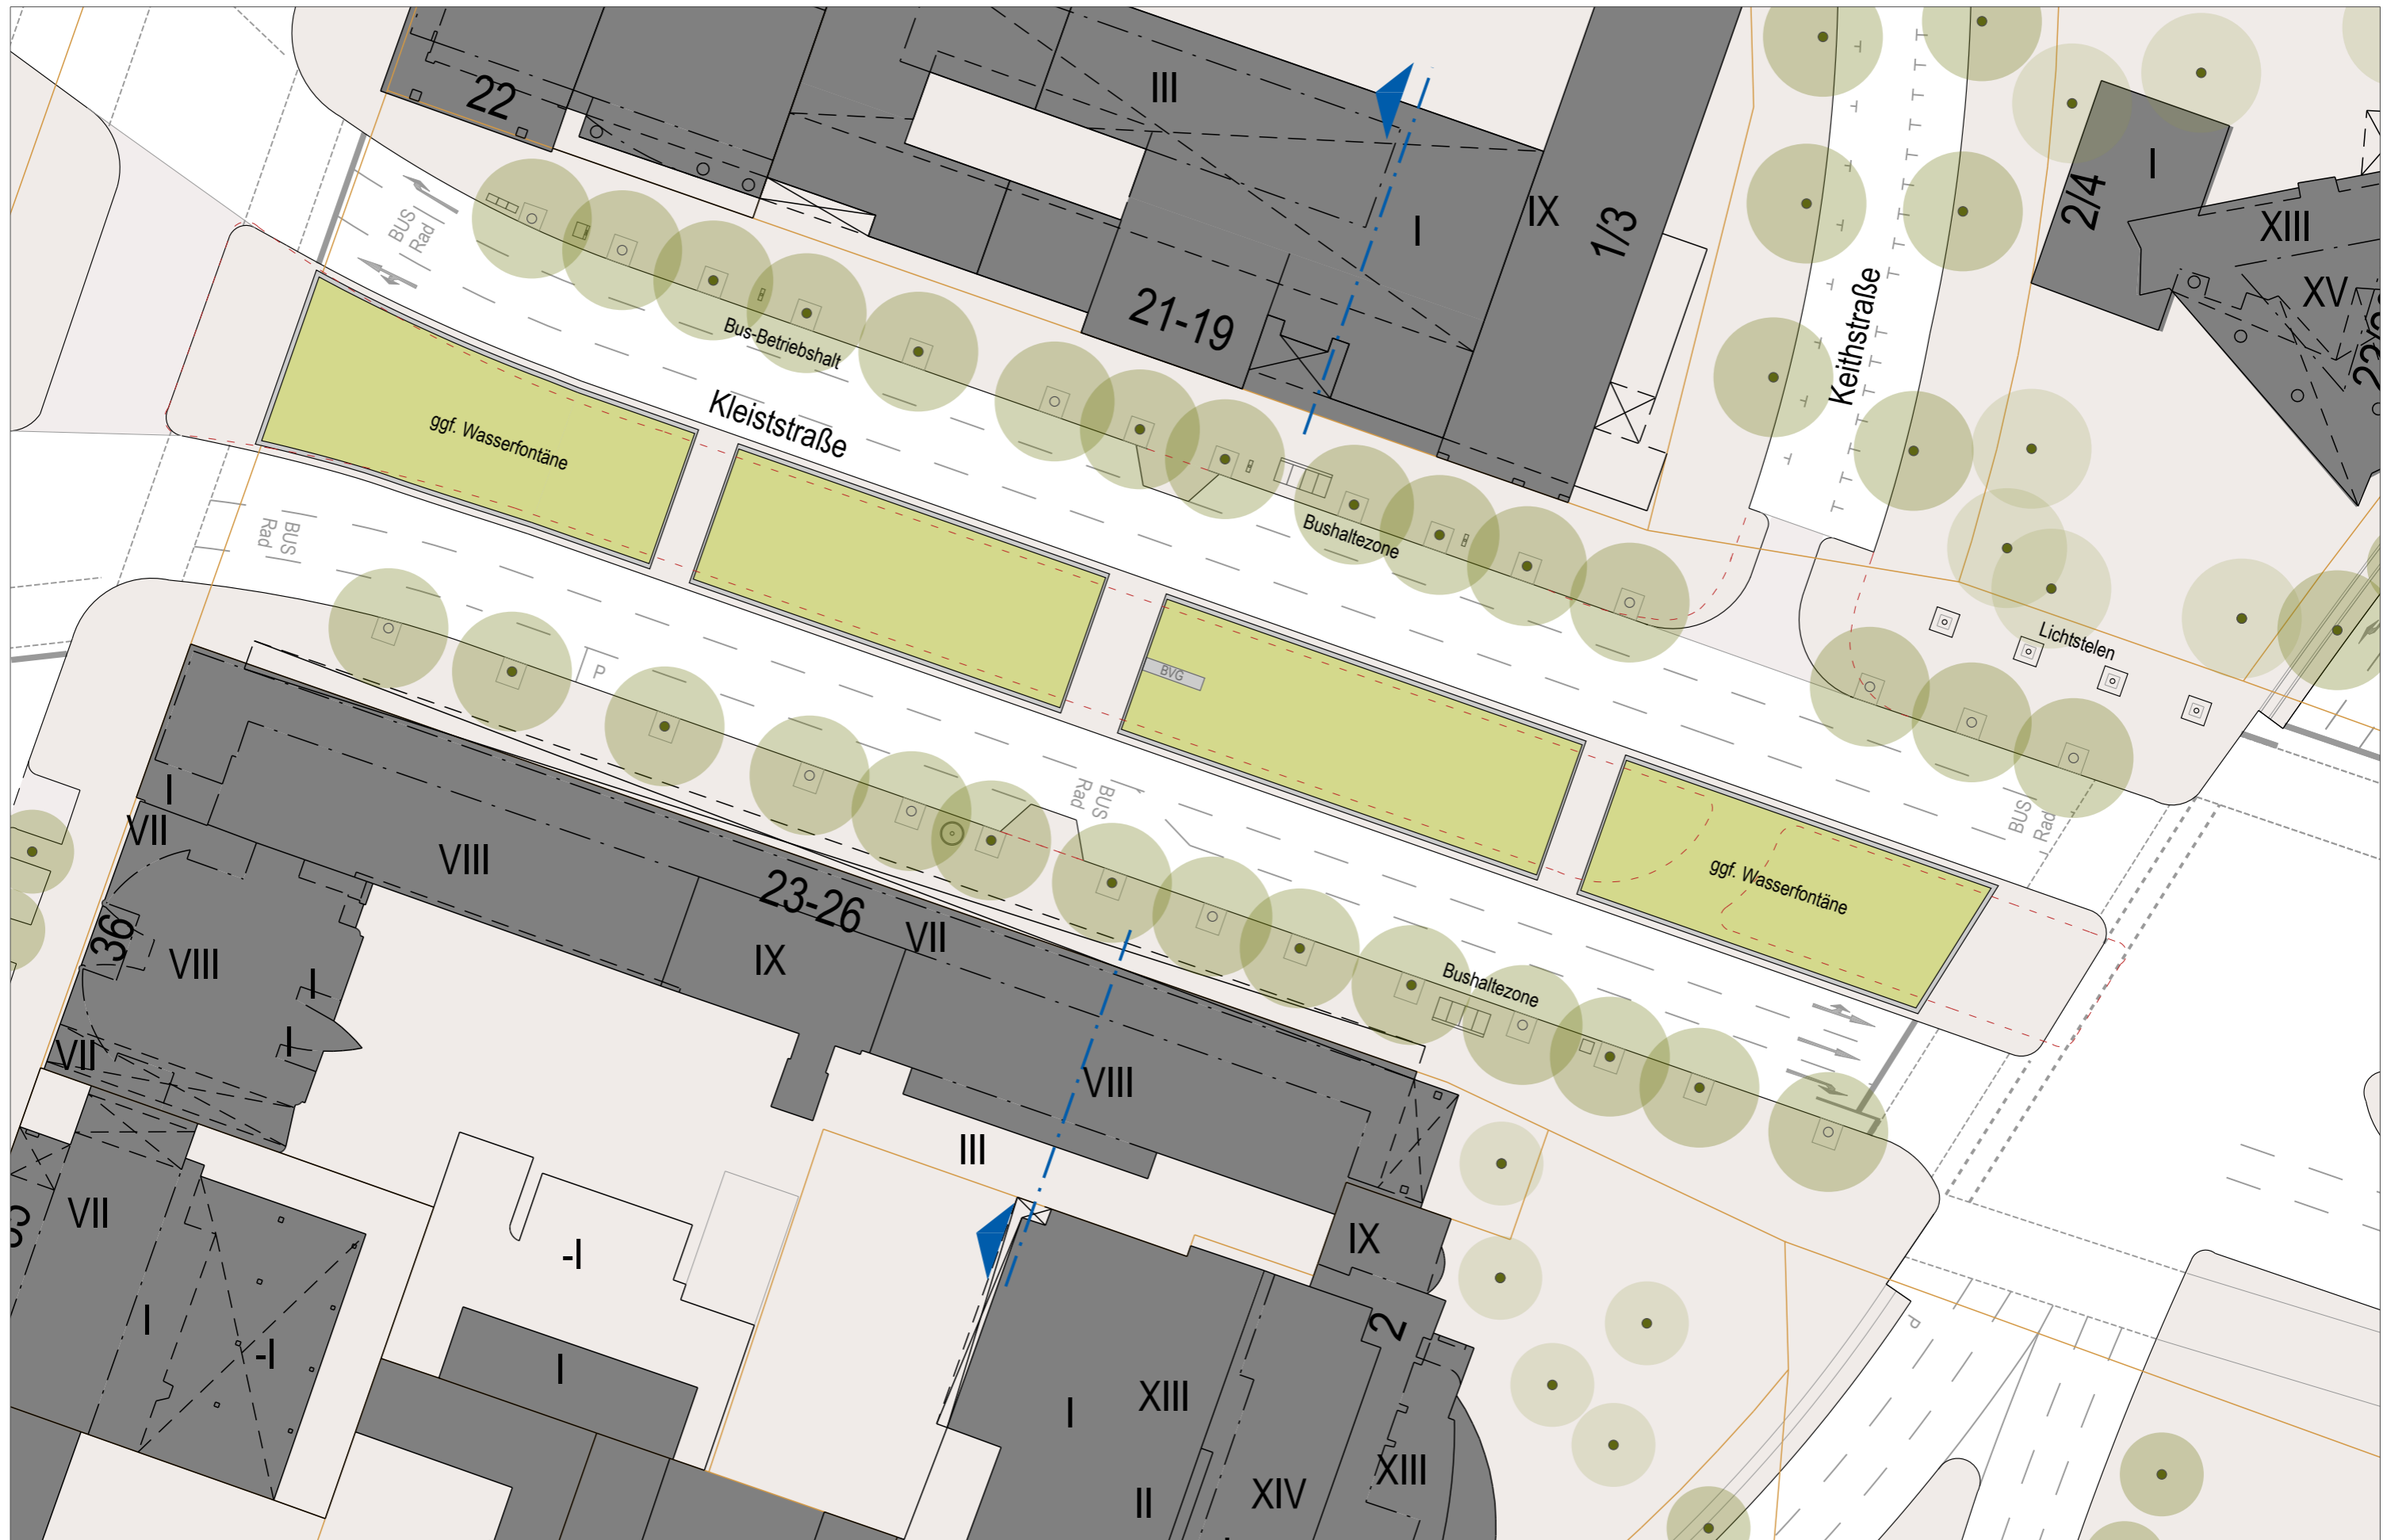 22
III
I
IX
1/3
2/4
I
XIII
XV
BUS
Rad
Bus-Betriebshalt
21-19
Keithstraße
Kleiststraße
ggf. Wasserfontäne
Bushaltezone
BUS
Rad
P
Lichtstelen
BVG
BUS
Rad
BUS
Rad
ggf. Wasserfontäne
I
VII
VIII
23-26
VII
IX
36
VIII
I
I
VII
Bushaltezone
VIII
III
VII
-I
IX
2
P
I
-I
I
I
XIII
XIII
XIV
II